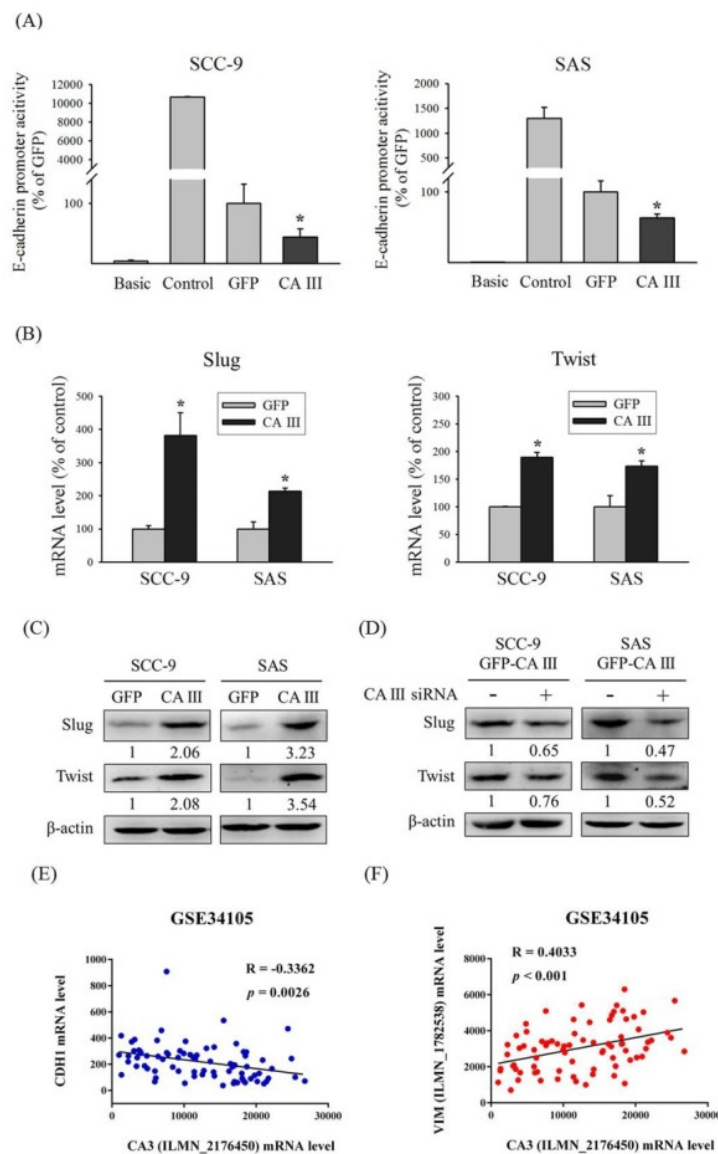 (A)
SCC-9
E-cadherin promoter acitivity
(% of GFP)
12000
10000
8000
6000
4000
100
Basic Control GFP CA III
*
SAS
E-cadherin promoter acitivity
(% of GFP)
2000
1500
1000
500
100
Basic Control GFP CA III
*
(B)
Slug
mRNA level (% of control)
500
400
300
200
100
0
GFP
CA III
* *
SCC-9 SAS
Twist
mRNA level (% of control)
300
250
200
150
100
50
0
GFP
CA III
* *
SCC-9 SAS
(C)
SCC-9 SAS
GFP CA III GFP CA III
Slug
1 2.06 1 3.23
Twist
1 2.08 1 3.54
β-actin
(D)
SCC-9 SAS
GFP-CA III GFP-CA III
CA III siRNA - + - +
Slug
1 0.65 1 0.47
Twist
1 0.76 1 0.52
β-actin
(E)
GSE34105
R = -0.3362
p = 0.0026
CDH1 mRNA level
1000
800
600
400
200
0
0 10000 20000 30000
CA3 (ILMN_2176450) mRNA level
(F)
GSE34105
R = 0.4033
p < 0.001
VIM (ILMN_1782538) mRNA level
8000
6000
4000
2000
0
0 10000 20000 30000
CA3 (ILMN_2176450) mRNA level